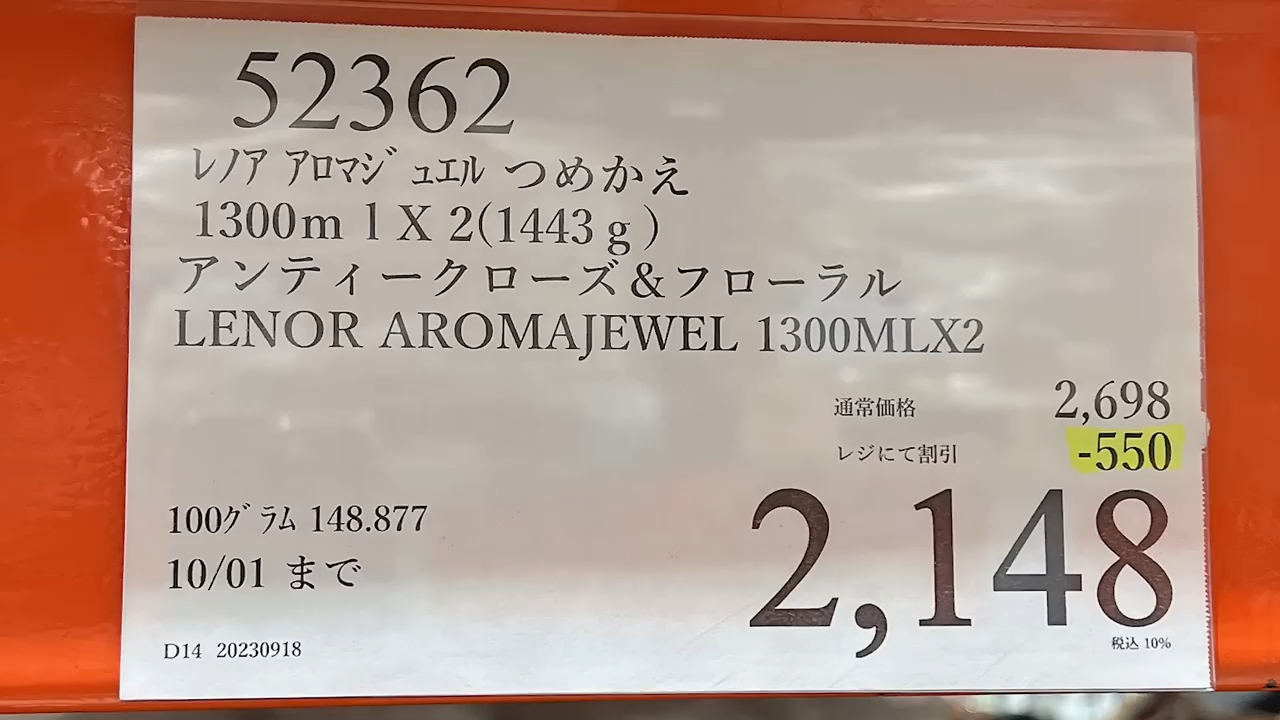 52362
ﾚﾉｱ ｱﾛﾏｼﾞｭｴﾙ つめかえ
1300ｍｌX 2(1443ｇ)
アンティークローズ&フローラル
LENOR AROMAJEWEL 1300MLX2
通常価格 2,698
レジにて割引 -550
2,148
100ｸﾞﾗﾑ 148.877
10/01 まで
税込 10%
D14 20230918